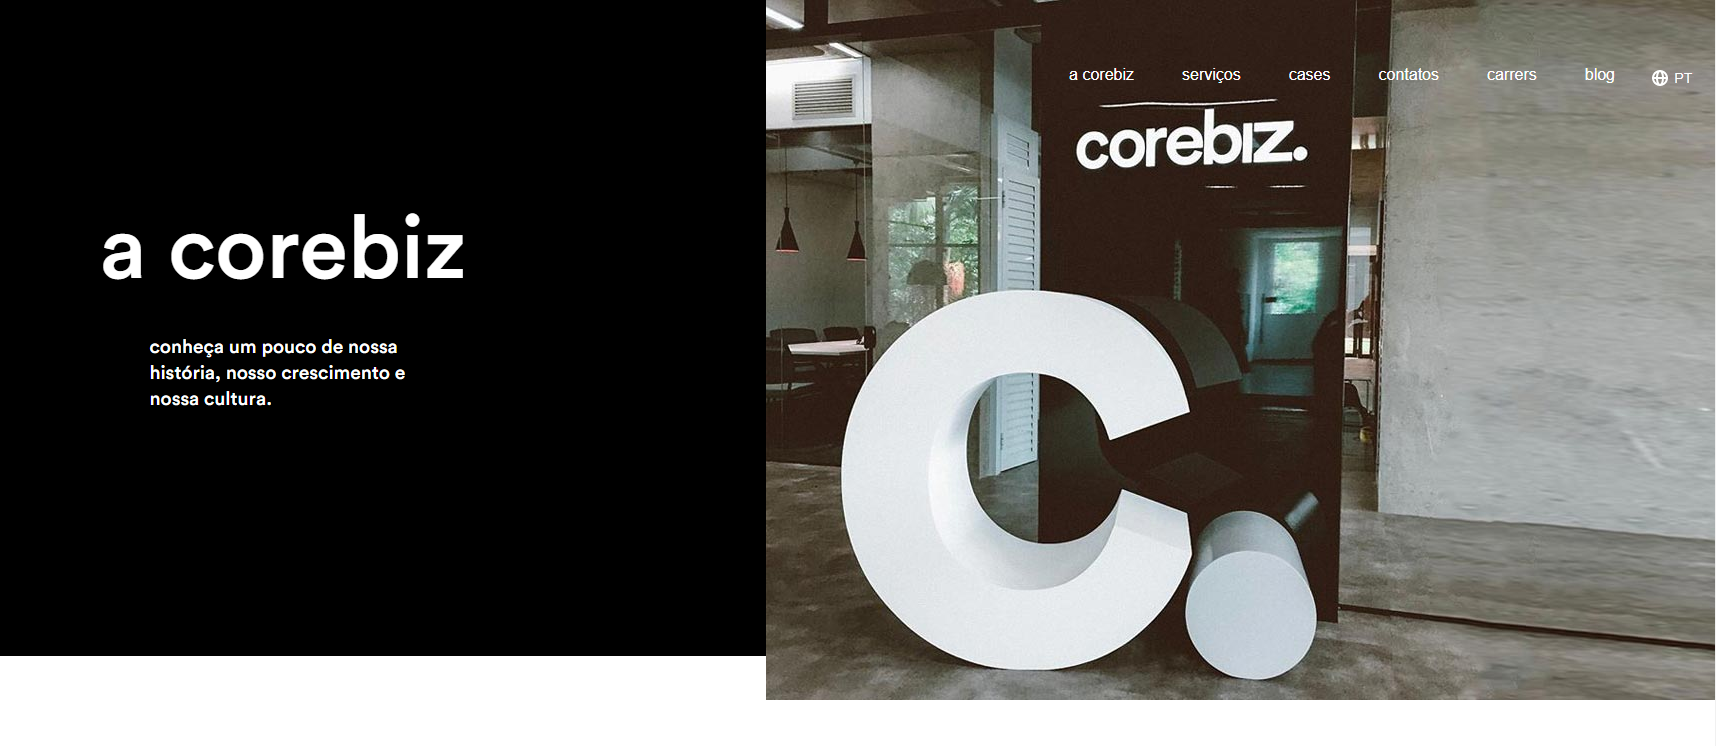 a corebiz
serviços
cases
contatos
carrers
blog
PT
corebiz.
a corebiz
conheça um pouco de nossa
história, nosso crescimento e
nossa cultura.
C.